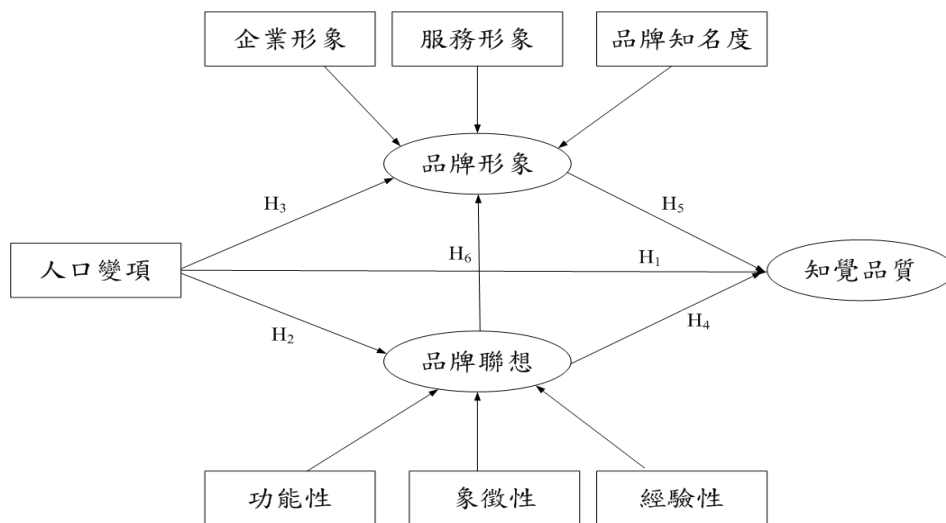 企業形象
服務形象
品牌知名度
品牌形象
H3
H5
人口變項
H6
H1
知覺品質
H2
H4
品牌聯想
功能性
象徵性
經驗性